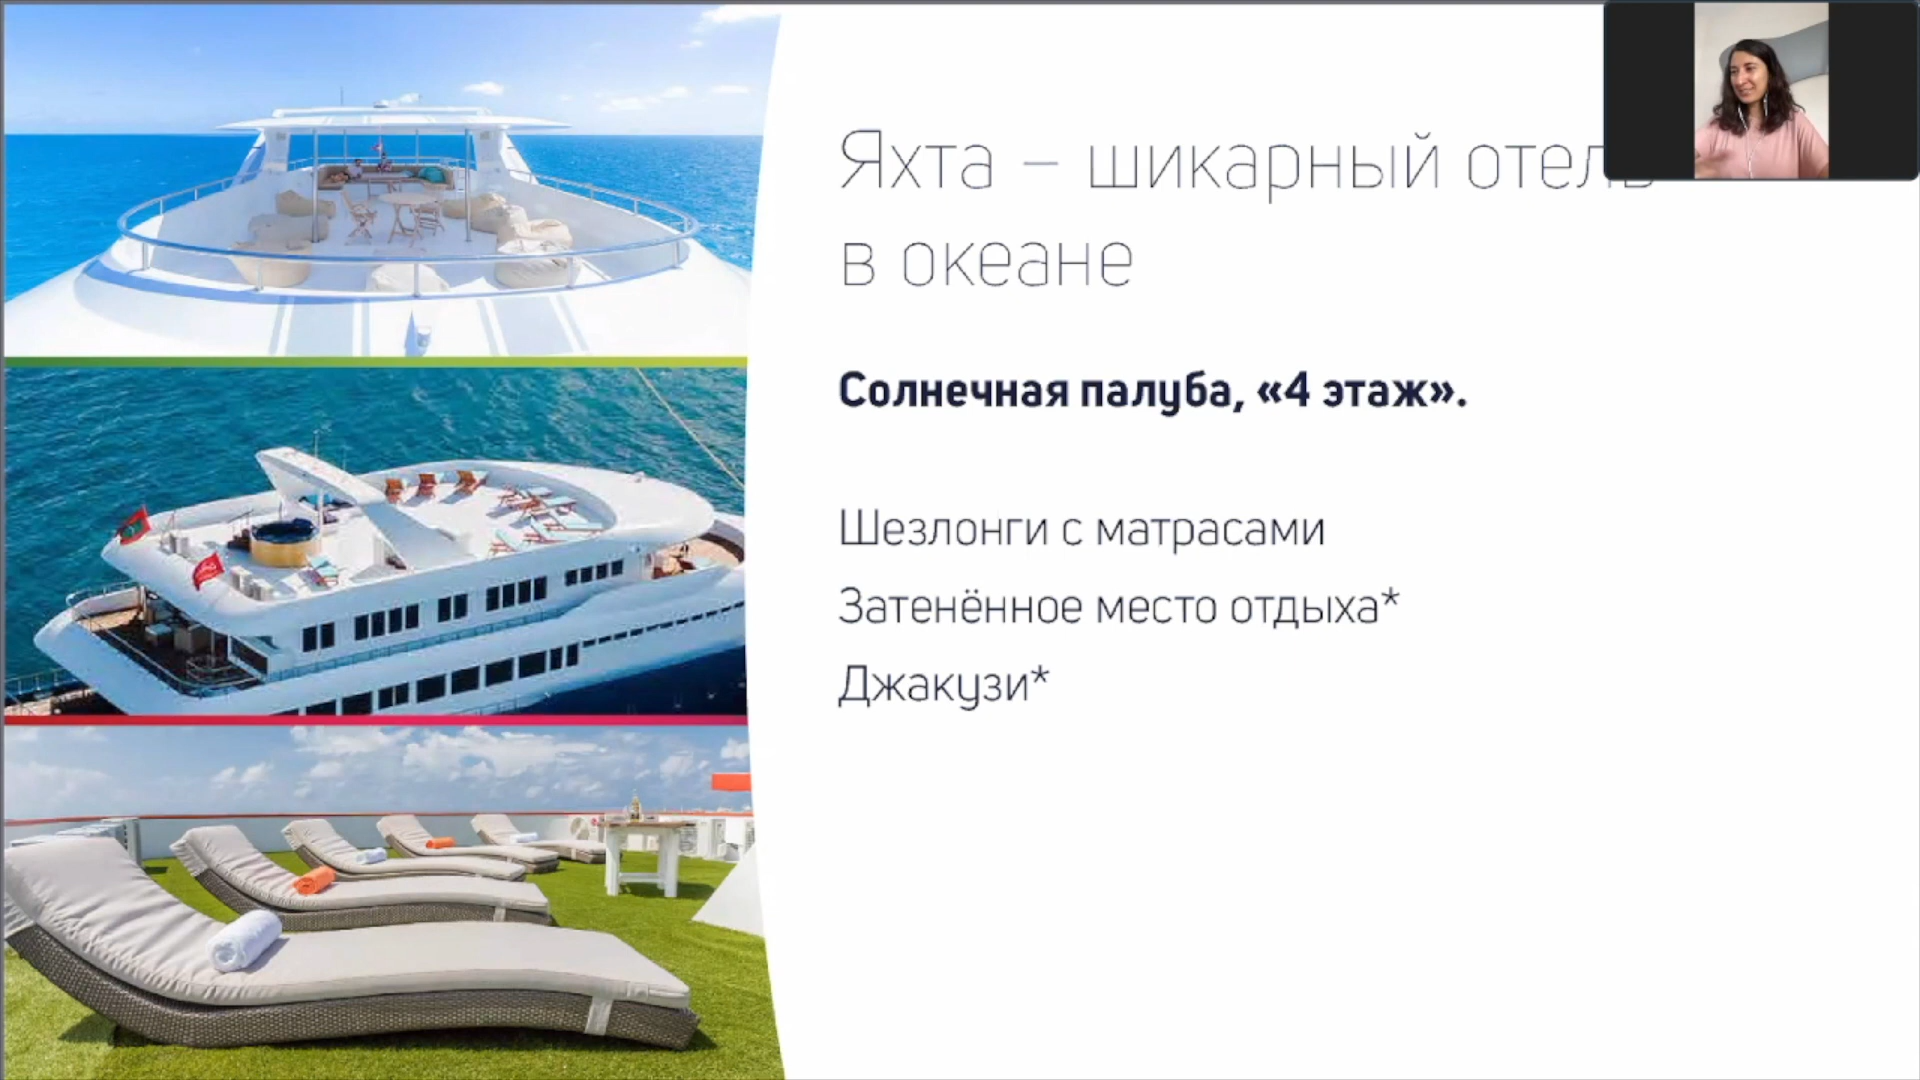 Яхта – шикарный отель
в океане
Солнечная палуба, «4 этаж».
Шезлонги с матрасами
Затенённое место отдыха*
Джакузи*